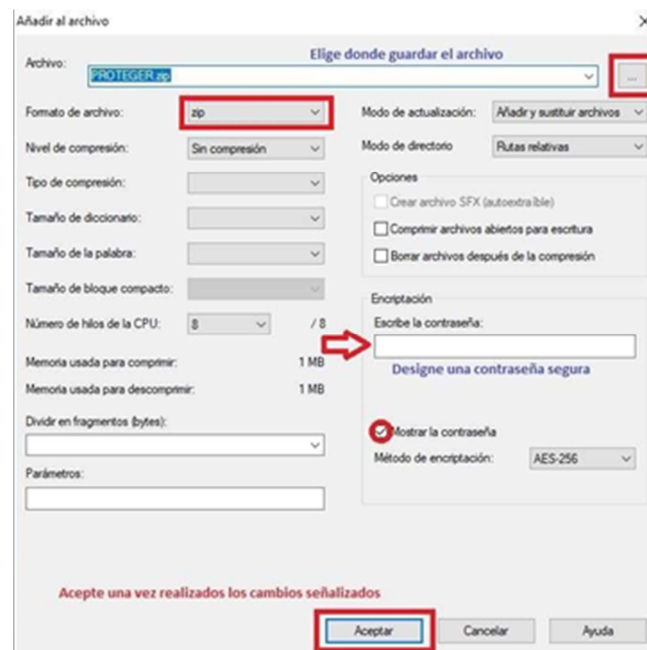 Añadir al archivo
Elige donde guardar el archivo
Archivo:
PROTEGER.zip
...
Formato de archivo: zip
Modo de actualización: Añadir y sustituir archivos
Nivel de compresión: Sin compresión
Modo de directorio Rutas relativas
Tipo de compresión:
Opciones
Crear archivo SFX (autoextraíble)
Tamaño de diccionario:
Comprimir archivos abiertos para escritura
Tamaño de la palabra:
Borrar archivos después de la compresión
Tamaño de bloque compacto:
Encriptación
Número de hilos de la CPU: 8 / 8
Escribe la contraseña:
Memoria usada para comprimir: 1 MB
Designe una contraseña segura
Memoria usada para descomprimir: 1 MB
Dividir en fragmentos (bytes):
Mostrar la contraseña
Método de encriptación: AES-256
Parámetros:
Acepte una vez realizados los cambios señalizados
Aceptar Cancelar Ayuda